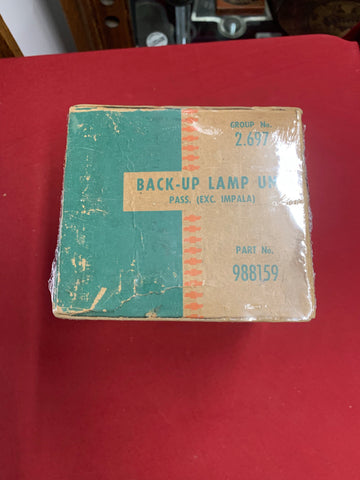 GROUP No.
2.697
BACK-UP LAMP UN
PASS. (EXC. IMPALA)
PART No.
988159